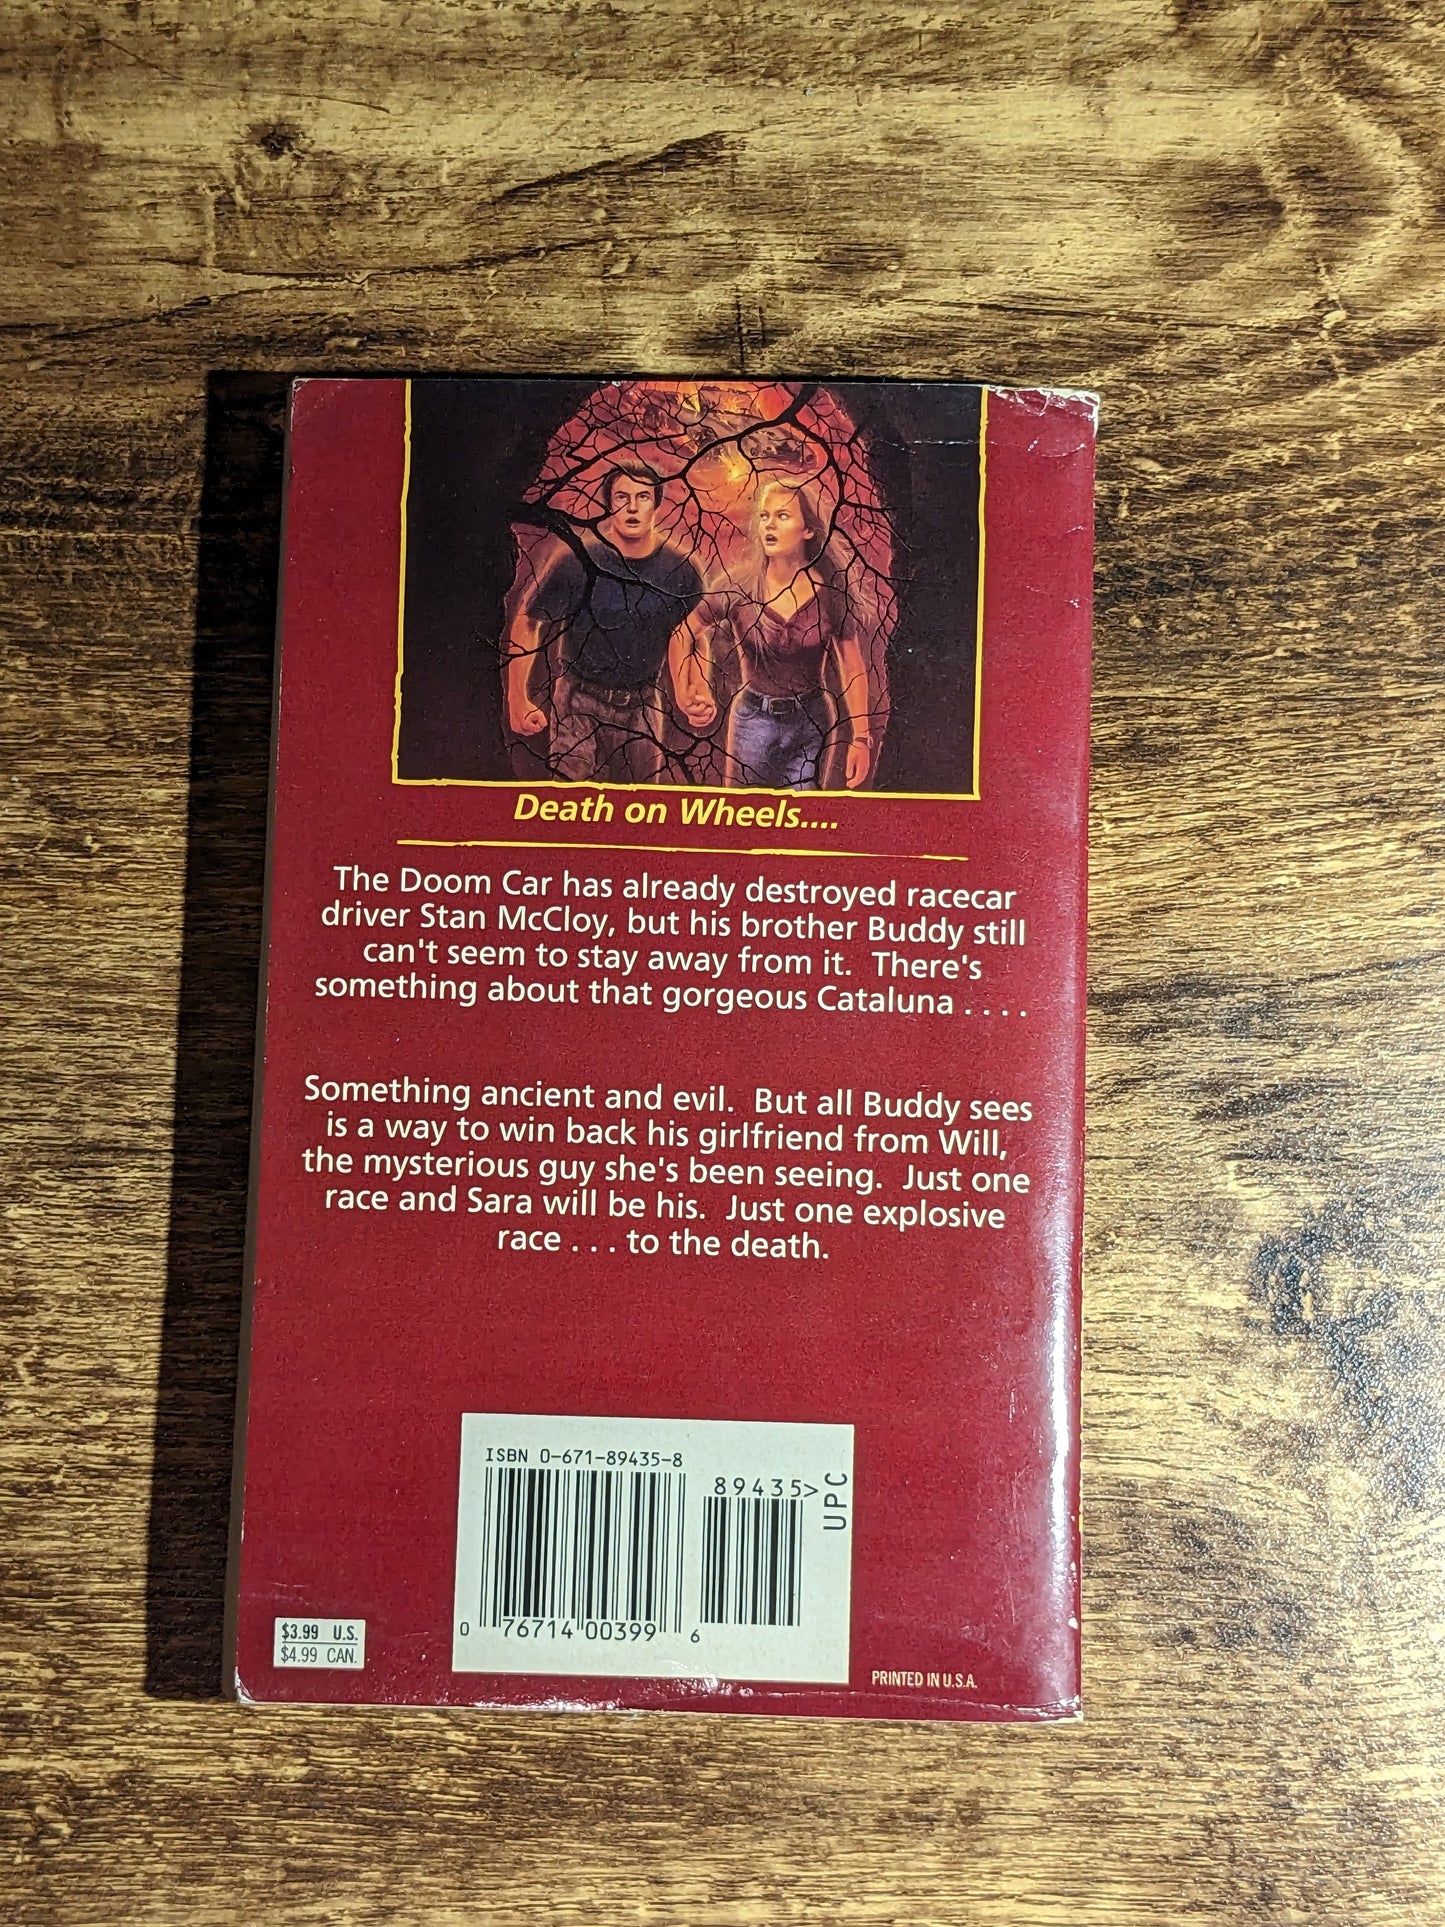 Death on Wheels....
The Doom Car has already destroyed racecar
driver Stan McCloy, but his brother Buddy still
can't seem to stay away from it. There's
something about that gorgeous Cataluna . . . .
Something ancient and evil. But all Buddy sees
is a way to win back his girlfriend from Will,
the mysterious guy she's been seeing. Just one
race and Sara will be his. Just one explosive
race . . . to the death.
ISBN 0-671-89435-8
89435>
UPC
0 76714 00399 6
$3.99 U.S.
$4.99 CAN.
PRINTED IN U.S.A.